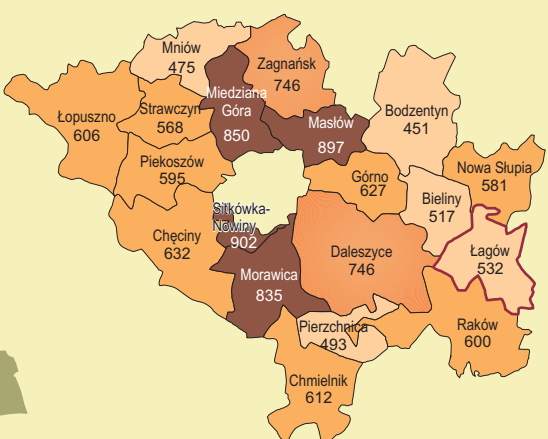 Mniów
475
Zagnańsk
746
Miedziana
Góra
850
Łopuszno
606
Strawczyn
568
Masłów
897
Bodzentyn
451
Piekoszów
595
Górno
627
Nowa Słupia
581
Bieliny
517
Sitkówka-
Nowiny
902
Chęciny
632
Daleszyce
746
Łagów
532
Morawica
835
Pierzchnica
493
Raków
600
Chmielnik
612